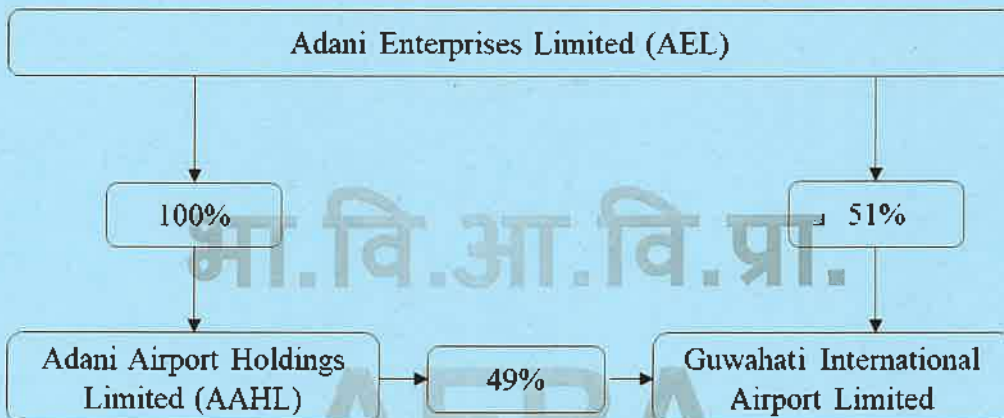 Adani Enterprises Limited (AEL)
100%
51%
भा.वि.आ.वि.प्रा.
Adani Airport Holdings
Limited (AAHL)
49%
Guwahati International
Airport Limited